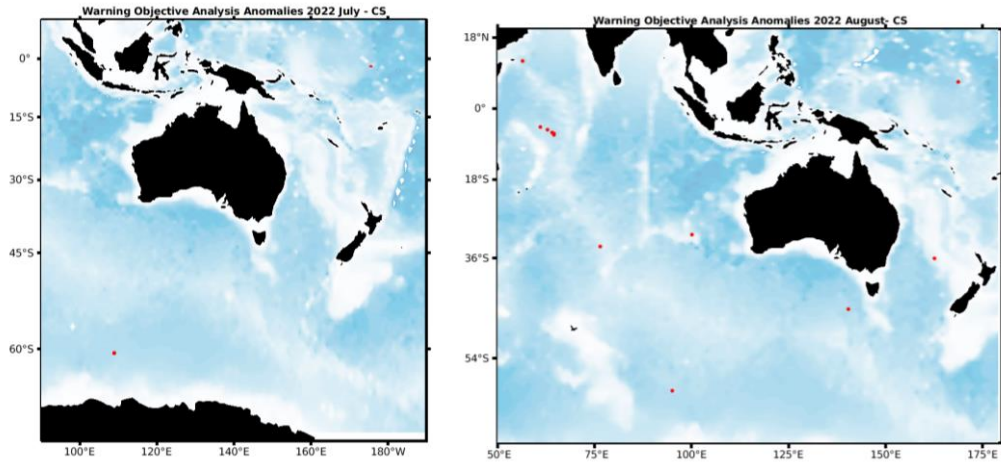 Warning Objective Analysis Anomalies 2022 July - CS
0°
15°S
30°S
45°S
60°S
100°E
120°E
140°E
160°E
180°W
Warning Objective Analysis Anomalies 2022 August- CS
18°N
0°
18°S
36°S
54°S
50°E
75°E
100°E
125°E
150°E
175°E